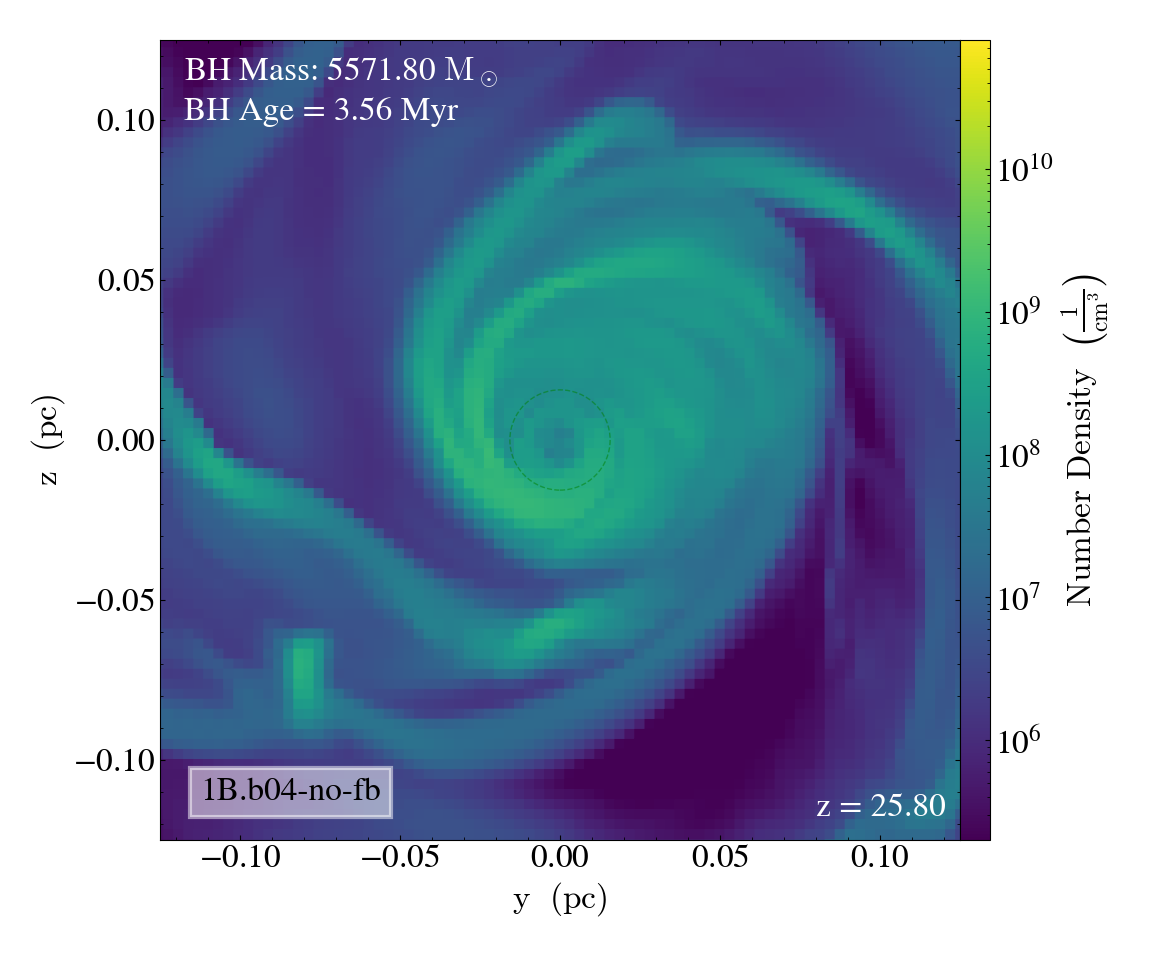 BH Mass: 5571.80 M⊙
BH Age = 3.56 Myr
1B.b04-no-fb
z = 25.80
0.10
0.05
0.00
−0.05
−0.10
z (pc)
−0.10 −0.05 0.00 0.05 0.10
y (pc)
10¹⁰
10⁹
10⁸
10⁷
10⁶
Number Density (1/cm³)